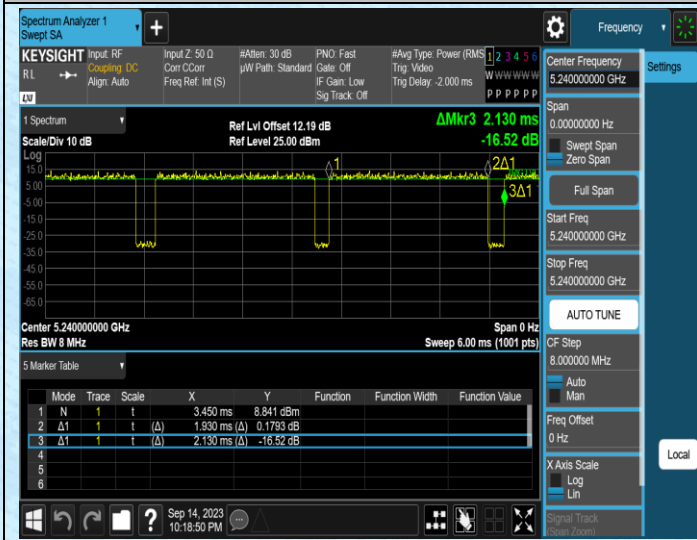 Spectrum Analyzer 1
Swept SA
+
Frequency
KEYSIGHT
RL
LXI
Input: RF
Coupling: DC
Align: Auto
Input Z: 50 Ω
Corr CCorr
Freq Ref: Int (S)
#Atten: 30 dB
µW Path: Standard
PNO: Fast
Gate: Off
IF Gain: Low
Sig Track: Off
#Avg Type: Power (RMS
Trig: Video
Trig Delay: -2.000 ms
1 2 3 4 5 6
W W W W W W
P P P P P P
1 Spectrum
Scale/Div 10 dB
Ref Lvl Offset 12.19 dB
Ref Level 25.00 dBm
ΔMkr3 2.130 ms
-16.52 dB
Log
15.0
5.00
-5.00
-15.0
-25.0
-35.0
-45.0
-55.0
-65.0
1
2Δ1
3Δ1
Center 5.240000000 GHz
Res BW 8 MHz
Span 0 Hz
Sweep 6.00 ms (1001 pts)
5 Marker Table
Mode Trace Scale X Y Function Function Width Function Value
1 N 1 t 3.450 ms 8.841 dBm
2 Δ1 1 t (Δ) 1.930 ms (Δ) 0.1793 dB
3 Δ1 1 t (Δ) 2.130 ms (Δ) -16.52 dB
4
5
6
?
Sep 14, 2023
10:18:50 PM
Center Frequency
5.240000000 GHz
Span
0.00000000 Hz
Swept Span
Zero Span
Full Span
Start Freq
5.240000000 GHz
Stop Freq
5.240000000 GHz
AUTO TUNE
CF Step
8.000000 MHz
Auto
Man
Freq Offset
0 Hz
X Axis Scale
Log
Lin
Signal Track
(Span Zoom)
Settings
Local